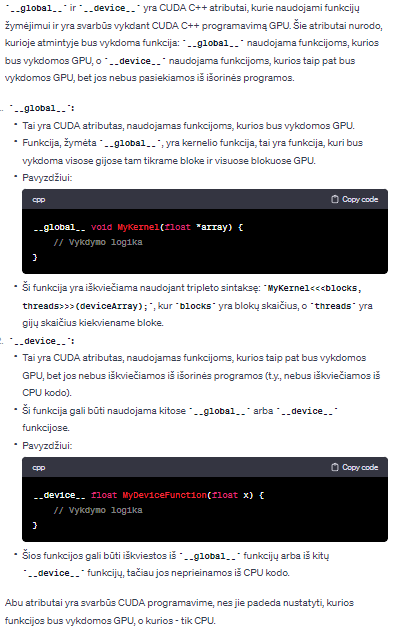 `__global__` ir `__device__` yra CUDA C++ atributai, kurie naudojami funkcijų
žymėjimui ir yra svarbūs vykdant CUDA C++ programavimą GPU. Šie atributai nurodo,
kurioje atmintyje bus vykdoma funkcija: `__global__` naudojama funkcijoms, kurios
bus vykdomos GPU, o `__device__` naudojama funkcijoms, kurios taip pat bus
vykdomos GPU, bet jos nebus pasiekiamos iš išorinės programos.
`__global__`:
• Tai yra CUDA atributas, naudojamas funkcijoms, kurios bus vykdomos GPU.
• Funkcija, žymėta `__global__`, yra kernelio funkcija, tai yra funkcija, kuri bus
vykdoma visose gijose tam tikrame bloke ir visuose blokuose GPU.
• Pavyzdžiui:
cpp Copy code
__global__ void MyKernel(float *array) {
// Vykdymo logika
}
• Ši funkcija yra iškviečiama naudojant tripleto sintaksę: `MyKernel<<<blocks,
threads>>>(deviceArray);`, kur `blocks` yra blokų skaičius, o `threads` yra
gijų skaičius kiekviename bloke.
`__device__`:
• Tai yra CUDA atributas, naudojamas funkcijoms, kurios taip pat bus vykdomos
GPU, bet jos nebus iškviečiamos iš išorinės programos (t.y., nebus iškviečiamos iš
CPU kodo).
• Ši funkcija gali būti naudojama kitose `__global__` arba `__device__`
funkcijose.
• Pavyzdžiui:
cpp Copy code
__device__ float MyDeviceFunction(float x) {
// Vykdymo logika
}
• Šios funkcijos gali būti iškviestos iš `__global__` funkcijų arba iš kitų
`__device__` funkcijų, tačiau jos neprieinamos iš CPU kodo.
Abu atributai yra svarbūs CUDA programavime, nes jie padeda nustatyti, kurios
funkcijos bus vykdomos GPU, o kurios - tik CPU.